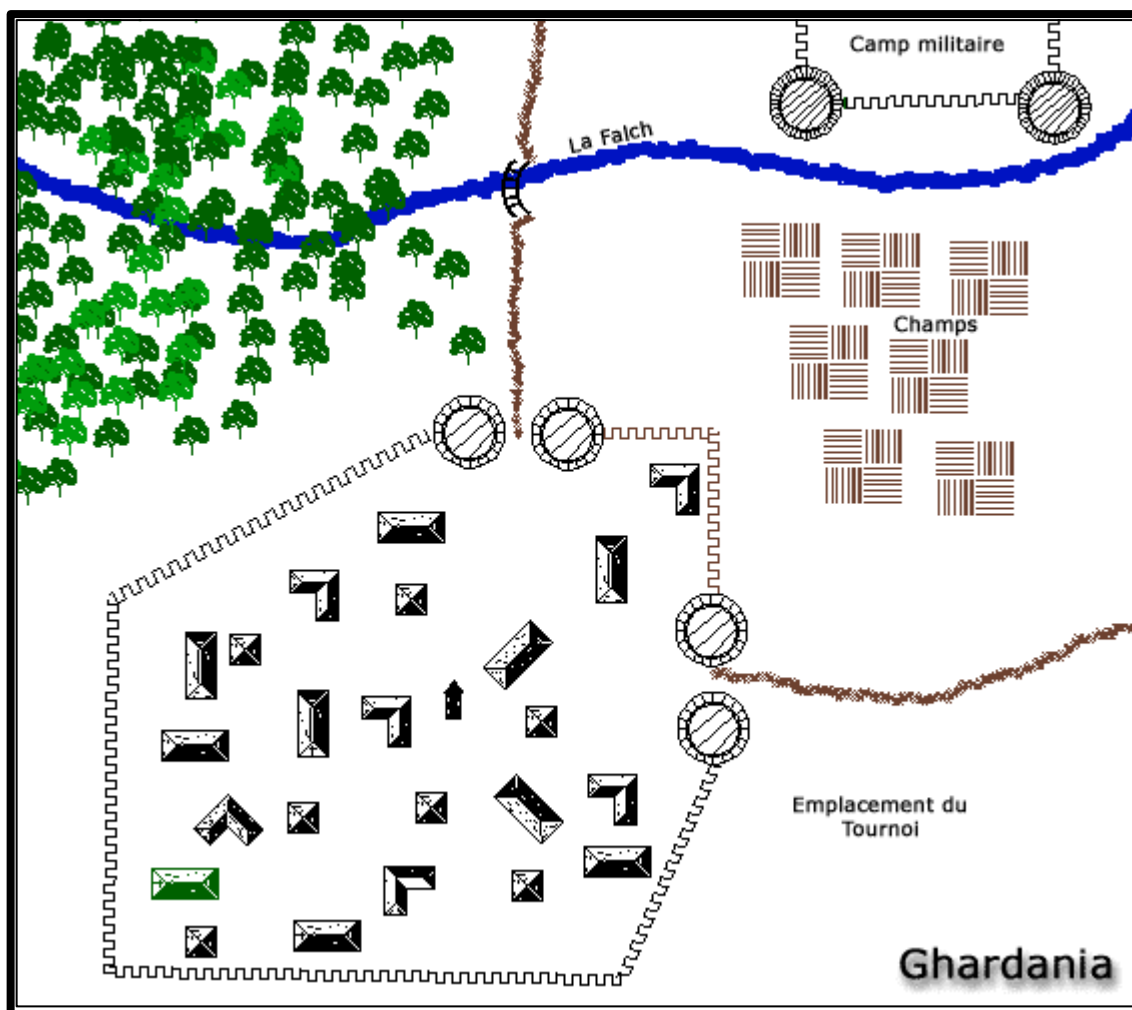 Camp militaire
La Falch
Champs
Emplacement du
Tournoi
Ghardania